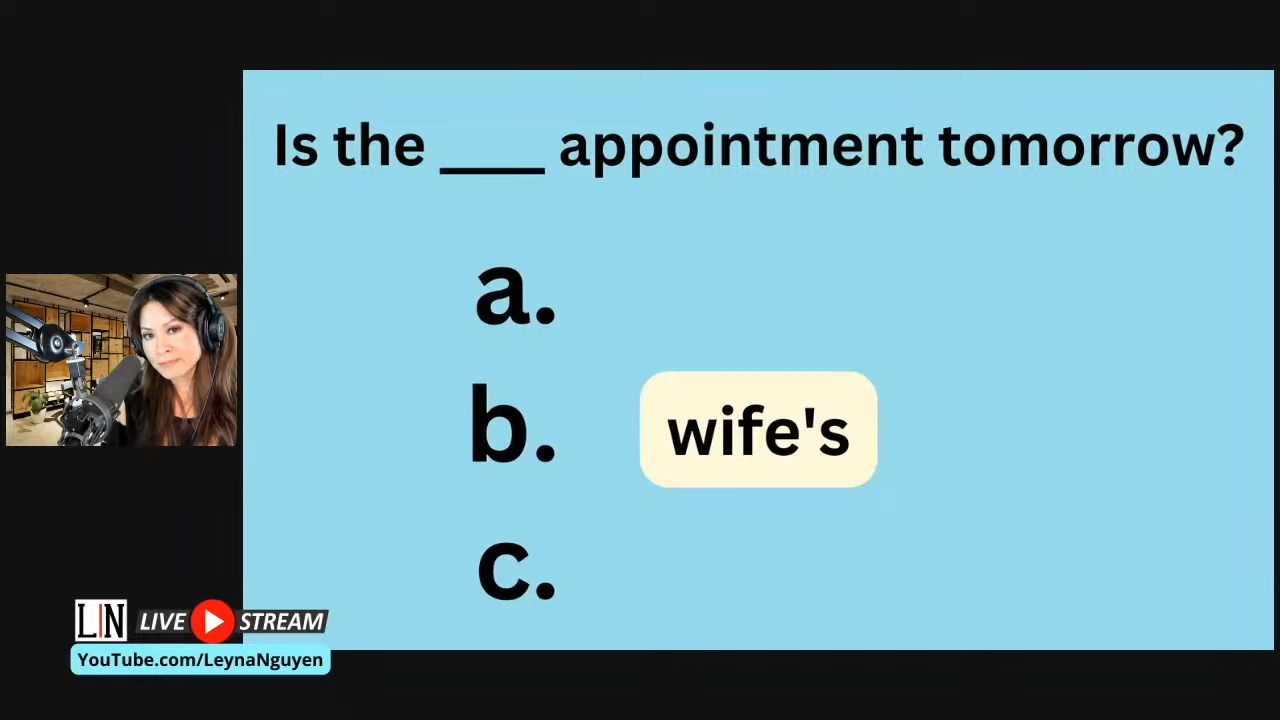 Is the ____ appointment tomorrow?
a.
b. wife's
c.
LN LIVE STREAM
YouTube.com/LeynaNguyen